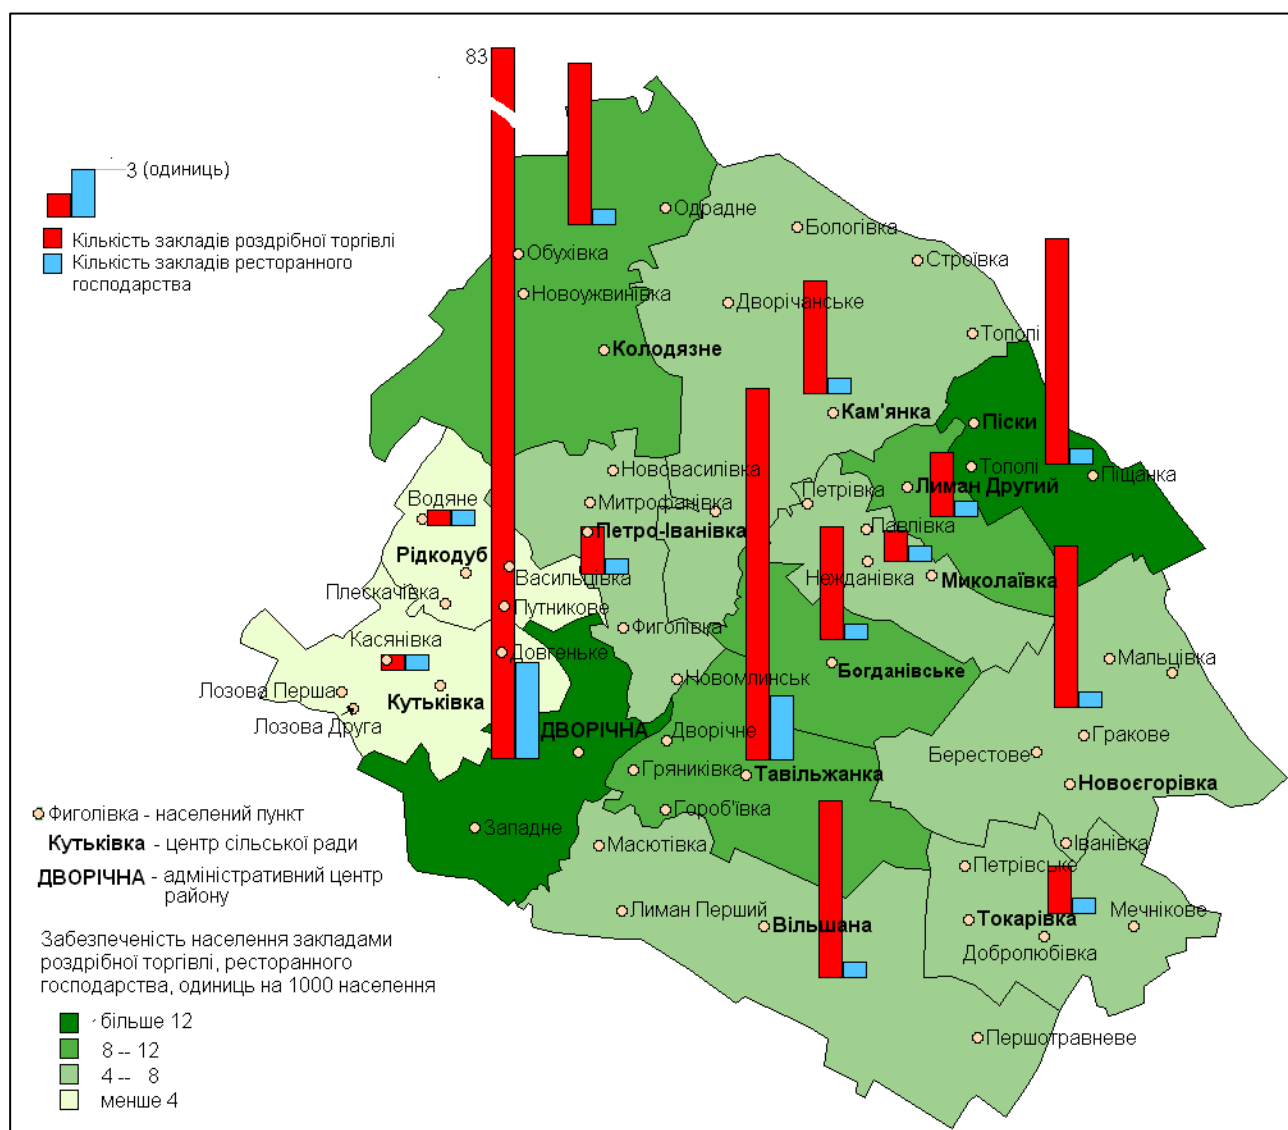 83
3 (одиниць)
Кількість закладів роздрібної торгівлі
Кількість закладів ресторанного
господарства
Одрадне
Бологівка
Обухівка
Строївка
Новоужвинівка
Дворічанське
Тополі
Колодязне
Кам'янка
Піски
Нововасилівка
Тополі
Піщанка
Водяне
Митрофанівка
Петрівка
Лиман Другий
Петро-Іванівка
Павлівка
Рідкодуб
Васильцівка
Нежданівка
Миколаївка
Плескачівка
Путникове
Фиголівка
Касянівка
Довгеньке
Мальцівка
Лозова Перша
Кутьківка
Новомлинськ
Богданівське
Лозова Друга
ДВОРІЧНА
Дворічне
Гракове
Берестове
Гряниківка
Тавільжанка
Новоєгорівка
Фиголівка - населений пункт
Западне
Гороб'ївка
Кутьківка - центр сільської ради
Масютівка
Іванівка
Петрівське
ДВОРІЧНА - адміністративний центр
району
Лиман Перший
Вільшана
Токарівка
Мечнікове
Добролюбівка
Забезпеченість населення закладами
роздрібної торгівлі, ресторанного
господарства, одиниць на 1000 населення
більше 12
8 -- 12
4 -- 8
менше 4
Першотравневе